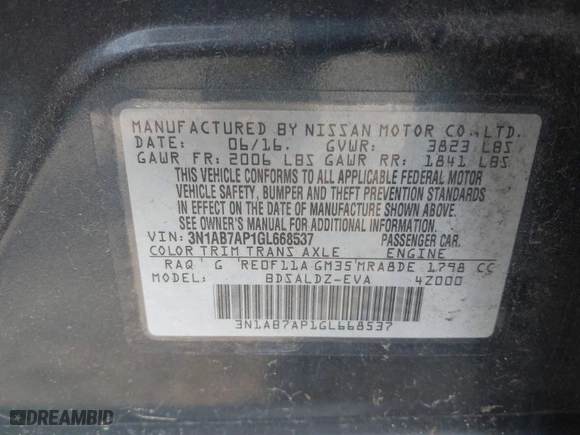 MANUFACTURED BY NISSAN MOTOR CO., LTD.
DATE: 06/16. GVWR: 3823 LBS
GAWR FR: 2006 LBS GAWR RR: 1841 LBS
THIS VEHICLE CONFORMS TO ALL APPLICABLE FEDERAL MOTOR
VEHICLE SAFETY, BUMPER AND THEFT PREVENTION STANDARDS
IN EFFECT ON THE DATE OF MANUFACTURE SHOWN ABOVE.
SEE OWNER'S MANUAL FOR ADDITIONAL INFORMATION.
VIN: 3N1AB7AP1GL668537 PASSENGER CAR.
COLOR TRIM TRANS AXLE ENGINE
RAQ G RE0F11A GM35 MRA8DE 1798 CC
MODEL: BDSALDZ-EVA 4Z000
3N1AB7AP1GL668537
DREAMBID